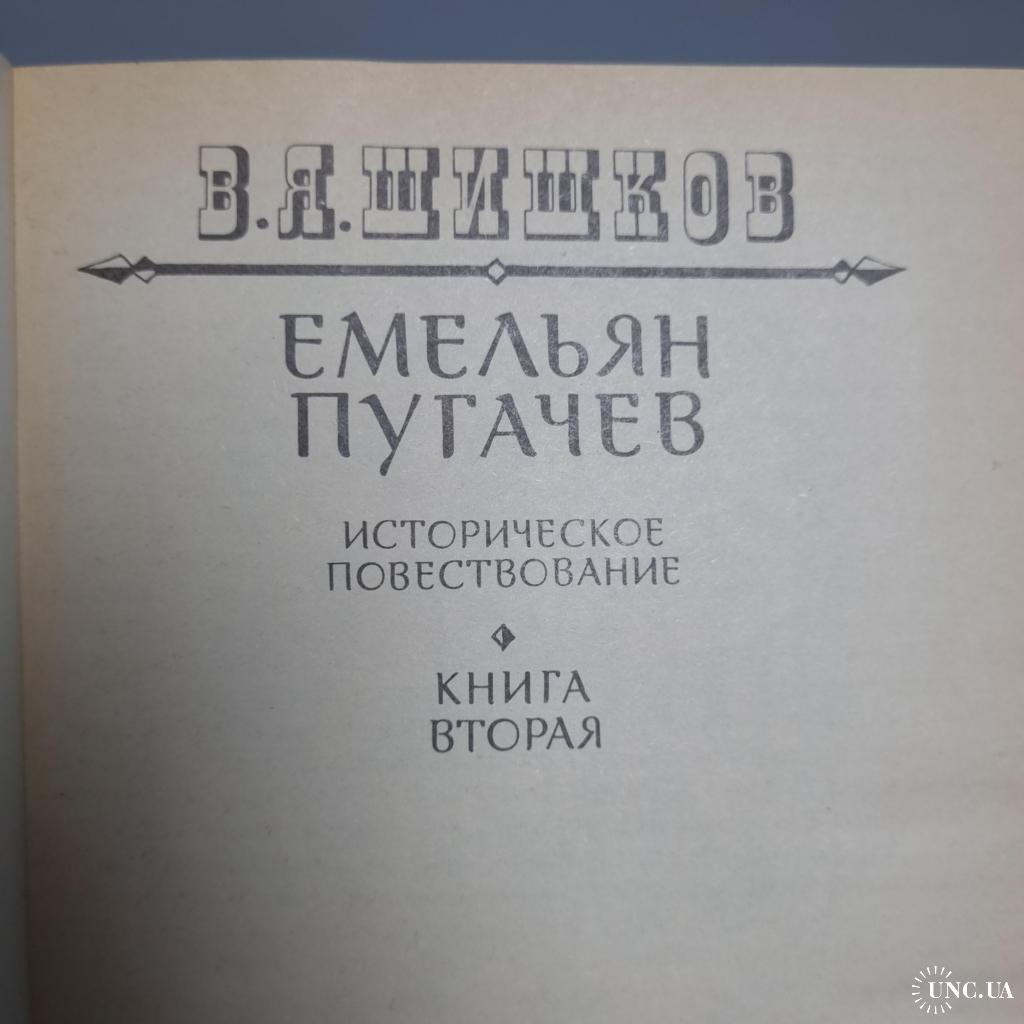 В.Я.ШИШКОВ
ЕМЕЛЬЯН
ПУГАЧЕВ
ИСТОРИЧЕСКОЕ
ПОВЕСТВОВАНИЕ
КНИГА
ВТОРАЯ
UNC.UA